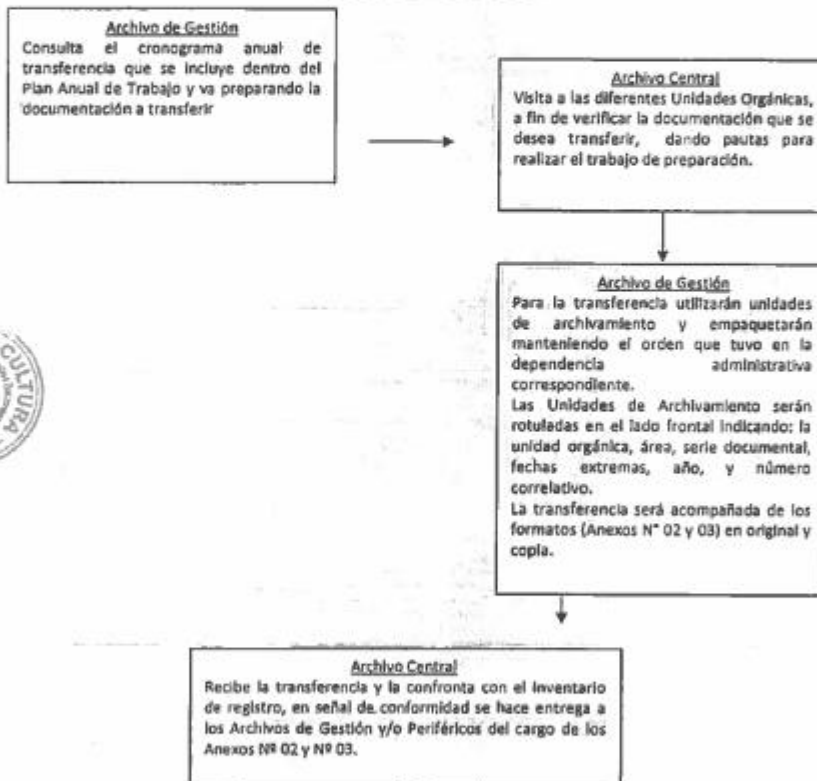 Archivo de Gestión
Consulta el cronograma anual de
transferencia que se incluye dentro del
Plan Anual de Trabajo y va preparando la
documentación a transferir
Archivo Central
Visita a las diferentes Unidades Orgánicas,
a fin de verificar la documentación que se
desea transferir, dando pautas para
realizar el trabajo de preparación.
Archivo de Gestión
Para la transferencia utilizarán unidades
de archivamiento y empaquetarán
manteniendo el orden que tuvo en la
dependencia administrativa
correspondiente.
Las Unidades de Archivamiento serán
rotuladas en el lado frontal indicando: la
unidad orgánica, área, serie documental,
fechas extremas, año, y número
correlativo.
La transferencia será acompañada de los
formatos (Anexos N° 02 y 03) en original y
copia.
CULTURA
Archivo Central
Recibe la transferencia y la confronta con el inventario
de registro, en señal de conformidad se hace entrega a
los Archivos de Gestión y/o Periféricos del cargo de los
Anexos Nº 02 y Nº 03.